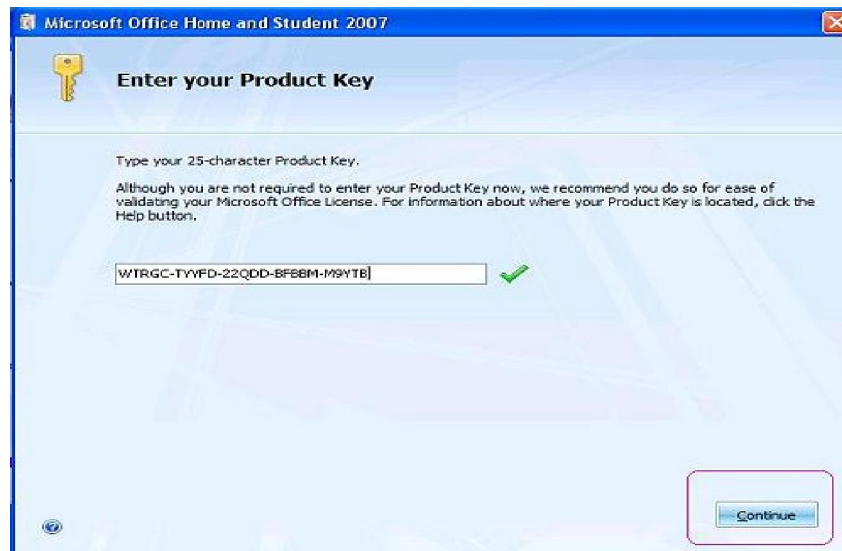 Microsoft Office Home and Student 2007
Enter your Product Key
Type your 25-character Product Key.
Although you are not required to enter your Product Key now, we recommend you do so for ease of
validating your Microsoft Office License. For information about where your Product Key is located, click the
Help button.
WTRGC-TYYFD-22QDD-BF8BM-M9YTB
Continue